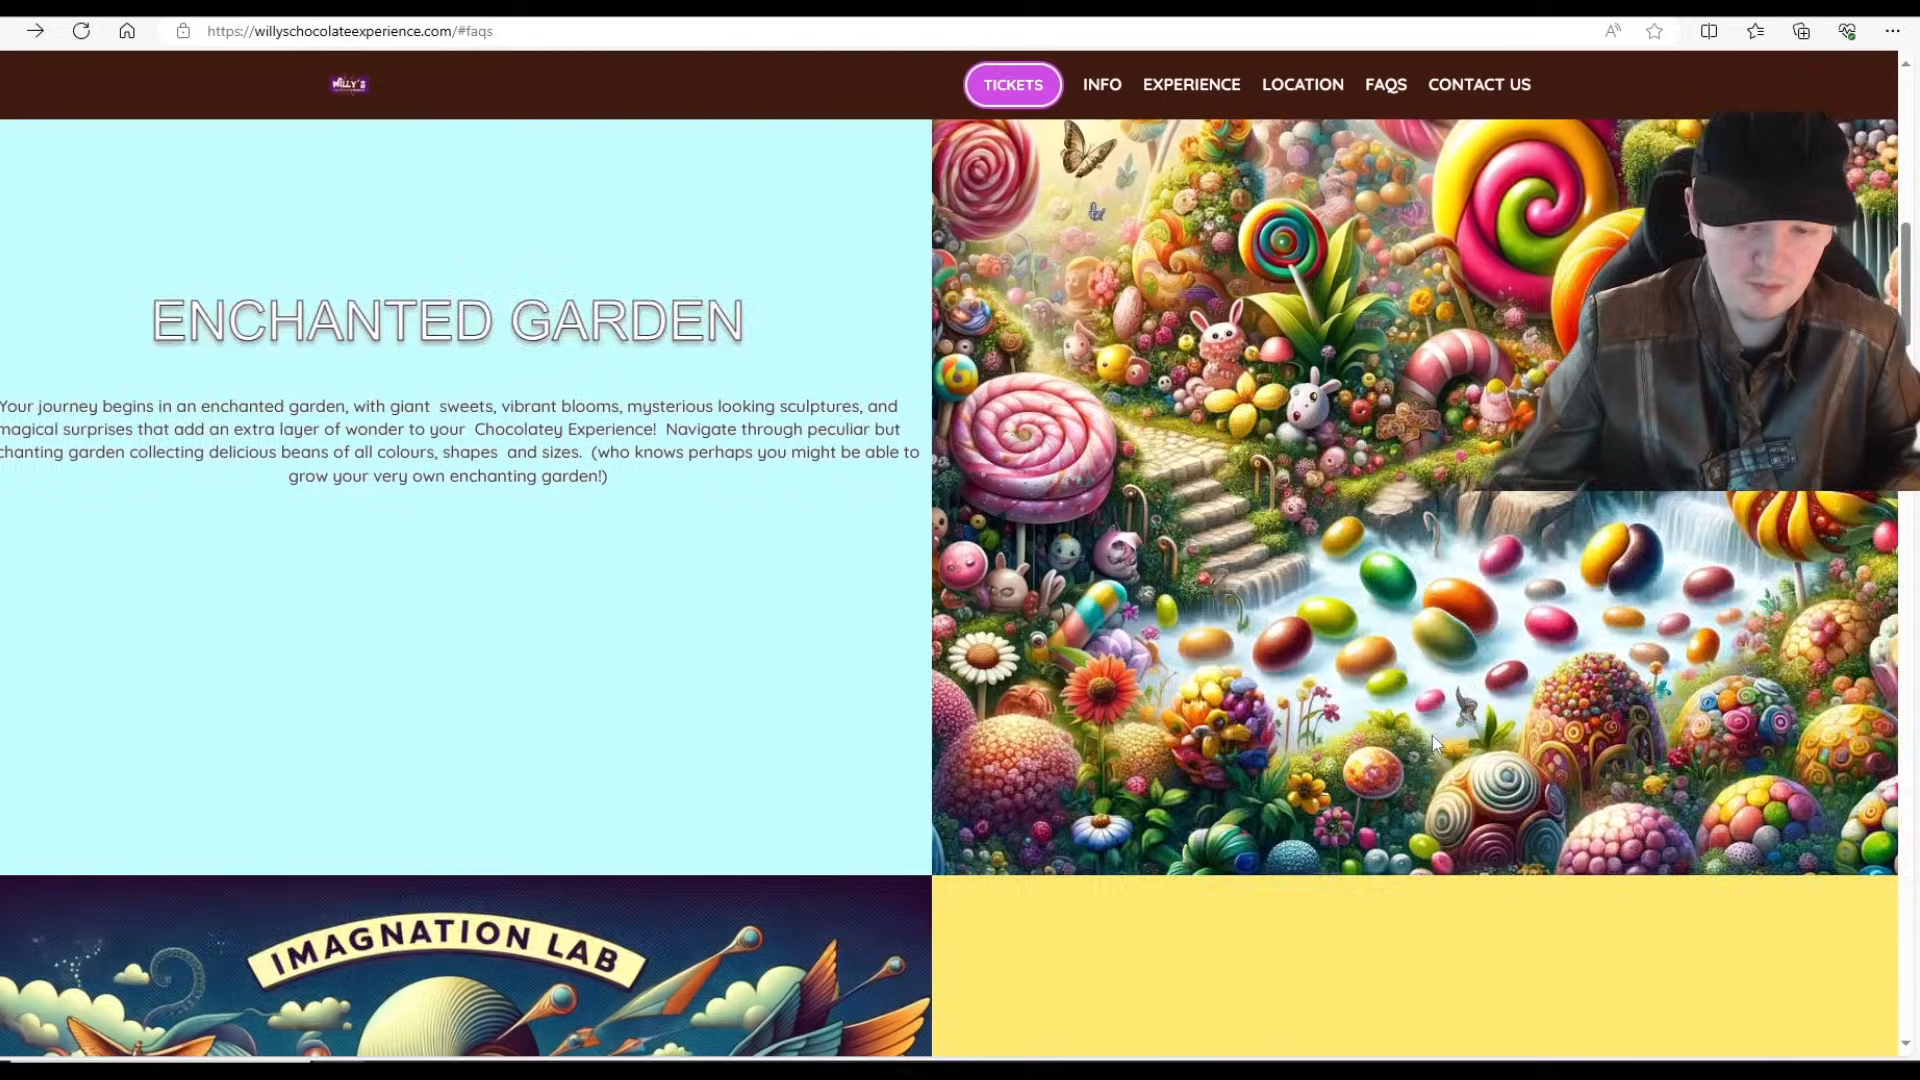 https://willyschocolateexperience.com/#faqs
WILLY'S
TICKETS INFO EXPERIENCE LOCATION FAQS CONTACT US
ENCHANTED GARDEN
Your journey begins in an enchanted garden, with giant sweets, vibrant blooms, mysterious looking sculptures, and
magical surprises that add an extra layer of wonder to your Chocolatey Experience! Navigate through peculiar but
chanting garden collecting delicious beans of all colours, shapes and sizes. (who knows perhaps you might be able to
grow your very own enchanting garden!)
IMAGNATION LAB